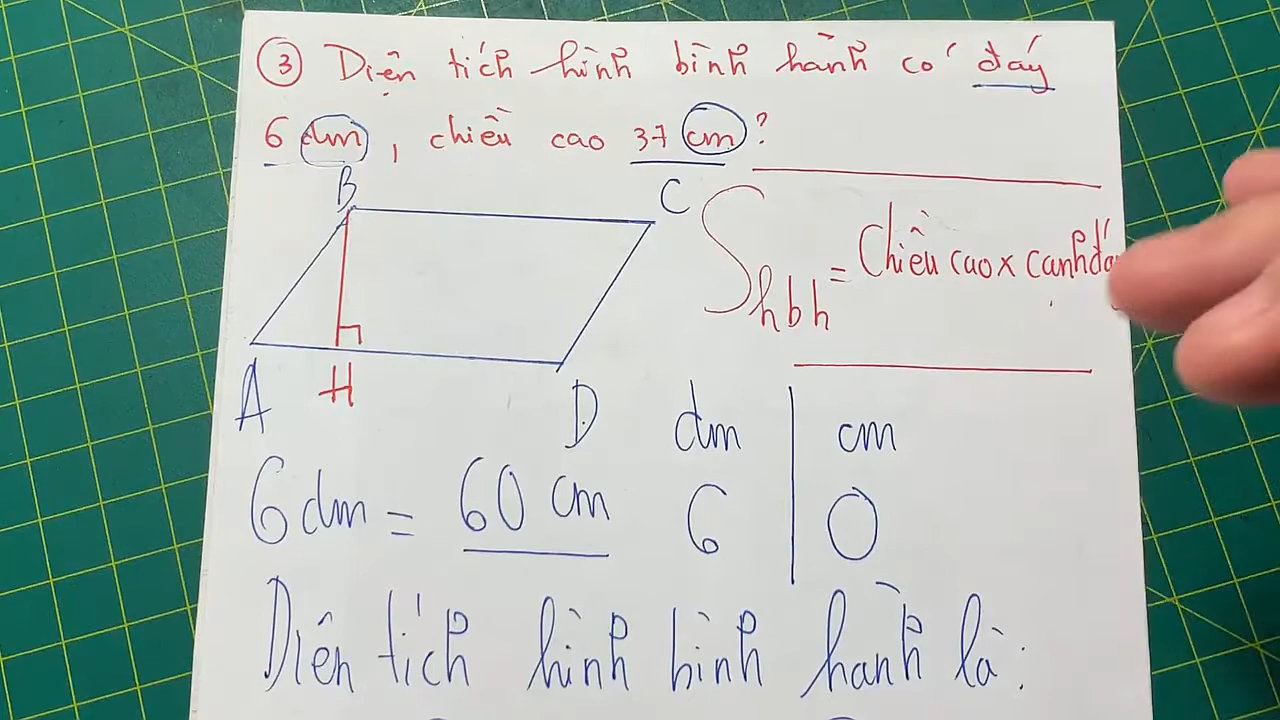 ③ Diện tích hình bình hành có đáy
6 dm, chiều cao 37 cm?
B
C
S hbh = Chiều cao x cạnh
A
H
D
dm | cm
6dm = 60 cm
6 | 0
Diện tích hình bình hành là: